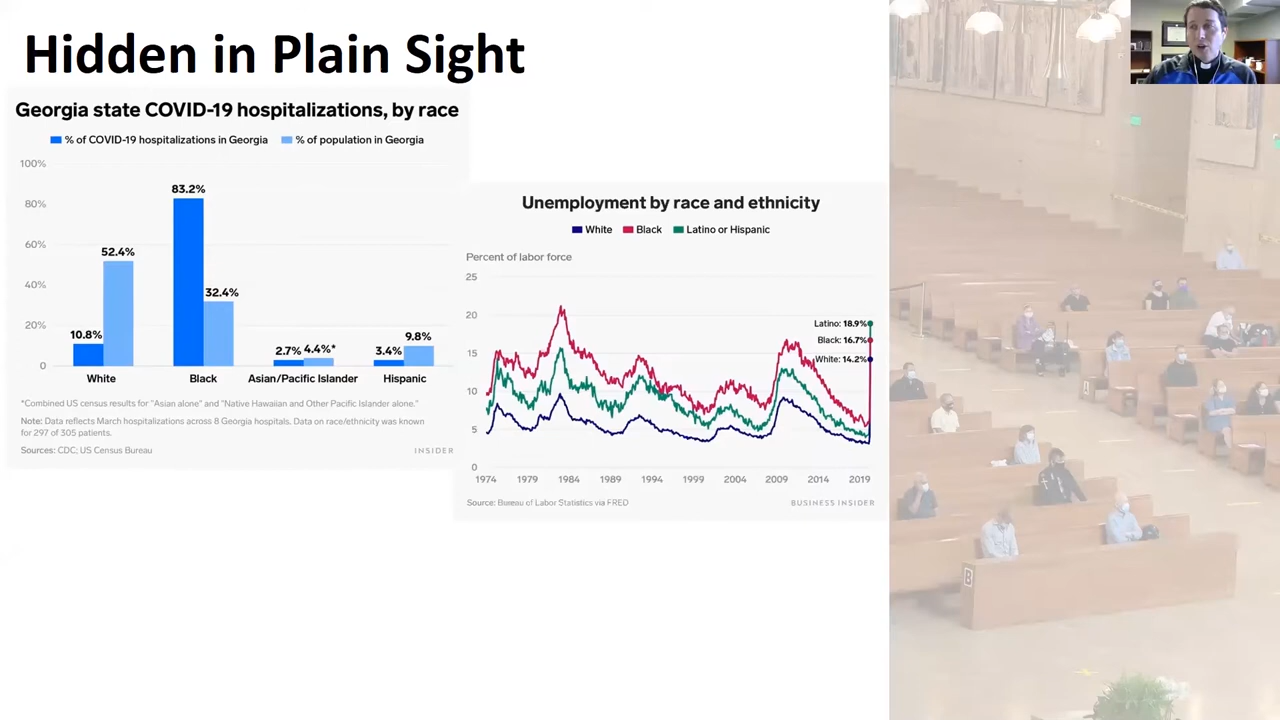 Hidden in Plain Sight
Georgia state COVID-19 hospitalizations, by race
% of COVID-19 hospitalizations in Georgia % of population in Georgia
100%
80%
60%
40%
20%
0
83.2%
52.4%
32.4%
10.8%
2.7% 4.4%*
3.4% 9.8%
White Black Asian/Pacific Islander Hispanic
*Combined US census results for "Asian alone" and "Native Hawaiian and Other Pacific Islander alone."
Note: Data reflects March hospitalizations across 8 Georgia hospitals. Data on race/ethnicity was known
for 297 of 305 patients.
Sources: CDC; US Census Bureau
INSIDER
Unemployment by race and ethnicity
White Black Latino or Hispanic
Percent of labor force
25
20
15
10
5
0
Latino: 18.9%
Black: 16.7%
White: 14.2%
1974 1979 1984 1989 1994 1999 2004 2009 2014 2019
Source: Bureau of Labor Statistics via FRED
BUSINESS INSIDER
B